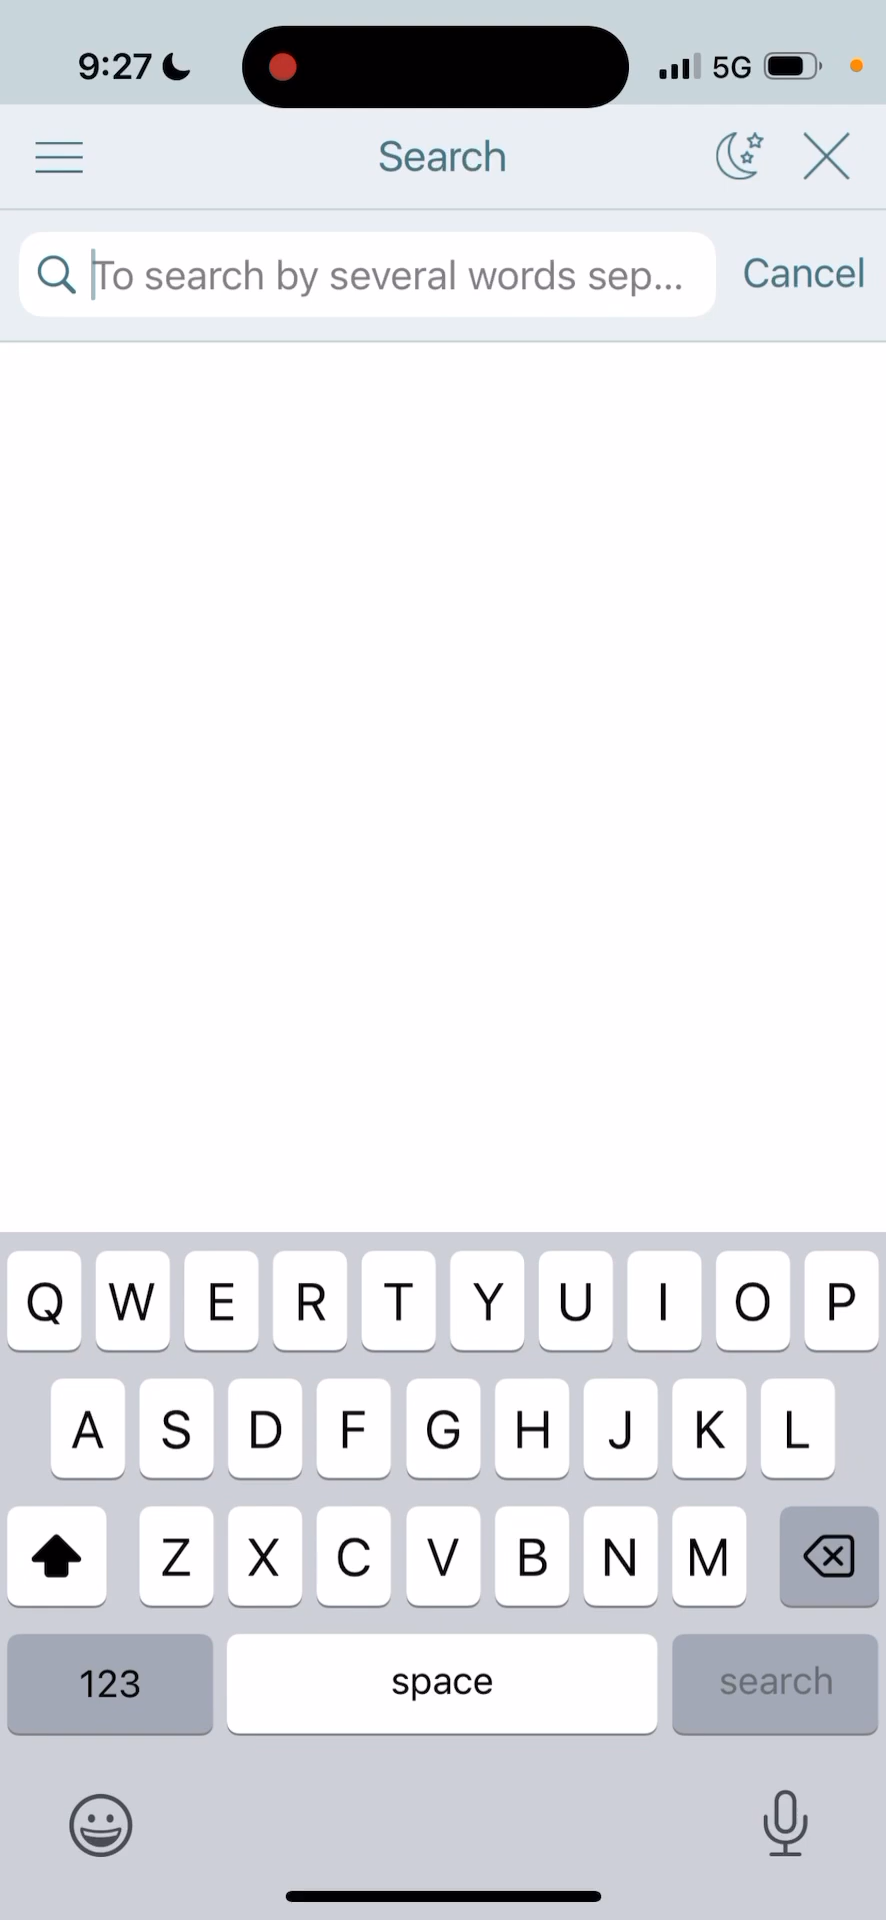 9:27
5G
Search
To search by several words sep...
Cancel
Q W E R T Y U I O P
A S D F G H J K L
Z X C V B N M
123 space search